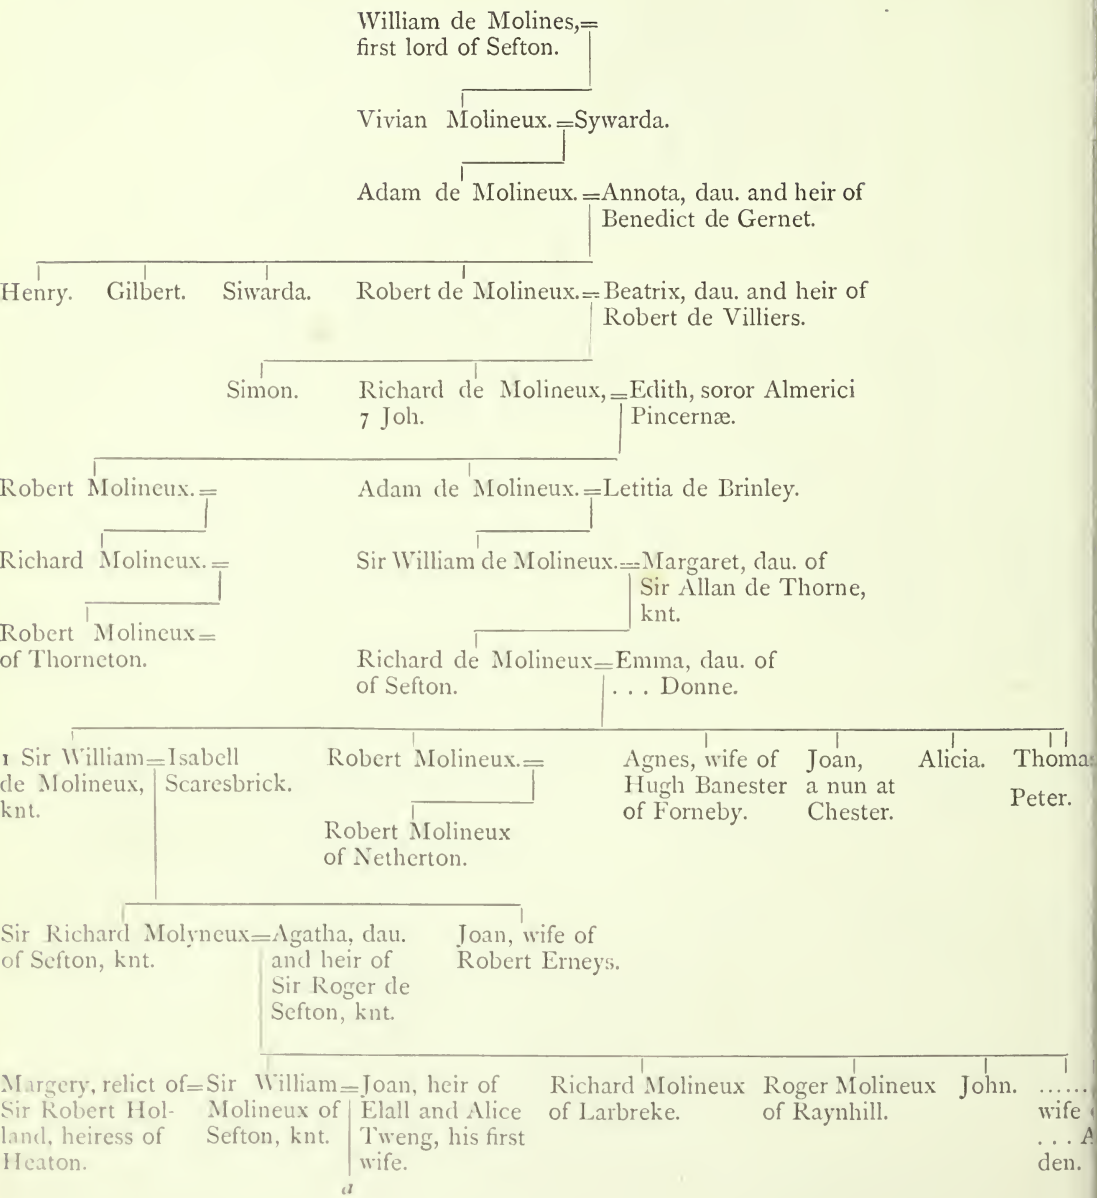 William de Molines,=
first lord of Sefton.
Vivian Molineux.=Sywarda.
Adam de Molineux.=Annota, dau. and heir of
Benedict de Gernet.
Henry. Gilbert. Siwarda. Robert de Molineux.=Beatrix, dau. and heir of
Robert de Villiers.
Simon. Richard de Molineux,=Edith, soror Almerici
7 Joh. Pincernæ.
Robert Molineux.= Adam de Molineux.=Letitia de Brinley.
Richard Molineux.= Sir William de Molineux.=Margaret, dau. of
Sir Allan de Thorne,
knt.
Robert Molineux=
of Thorneton.
Richard de Molineux=Emma, dau. of
of Sefton. . . . Donne.
1 Sir William=Isabell
de Molineux, Scaresbrick.
knt.
Robert Molineux.=
Robert Molineux
of Netherton.
Agnes, wife of
Hugh Banester
of Forneby.
Joan,
a nun at
Chester.
Alicia.
Peter.
Sir Richard Molyneux=Agatha, dau.
of Sefton, knt. and heir of
Sir Roger de
Sefton, knt.
Joan, wife of
Robert Erneys.
Margery, relict of=Sir William=Joan, heir of
Sir Robert Hol- Molineux of Elall and Alice
land, heiress of Sefton, knt. Tweng, his first
Heaton. wife.
a
Richard Molineux
of Larbreke.
Roger Molineux
of Raynhill.
John.
......
wife
. . .
den.